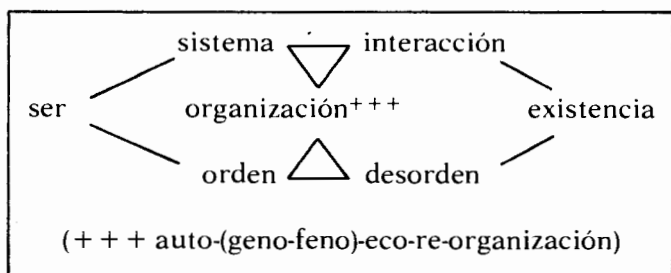 sistema interacción
ser organización+++ existencia
orden desorden
(+ + + auto-(geno-feno)-eco-re-organización)